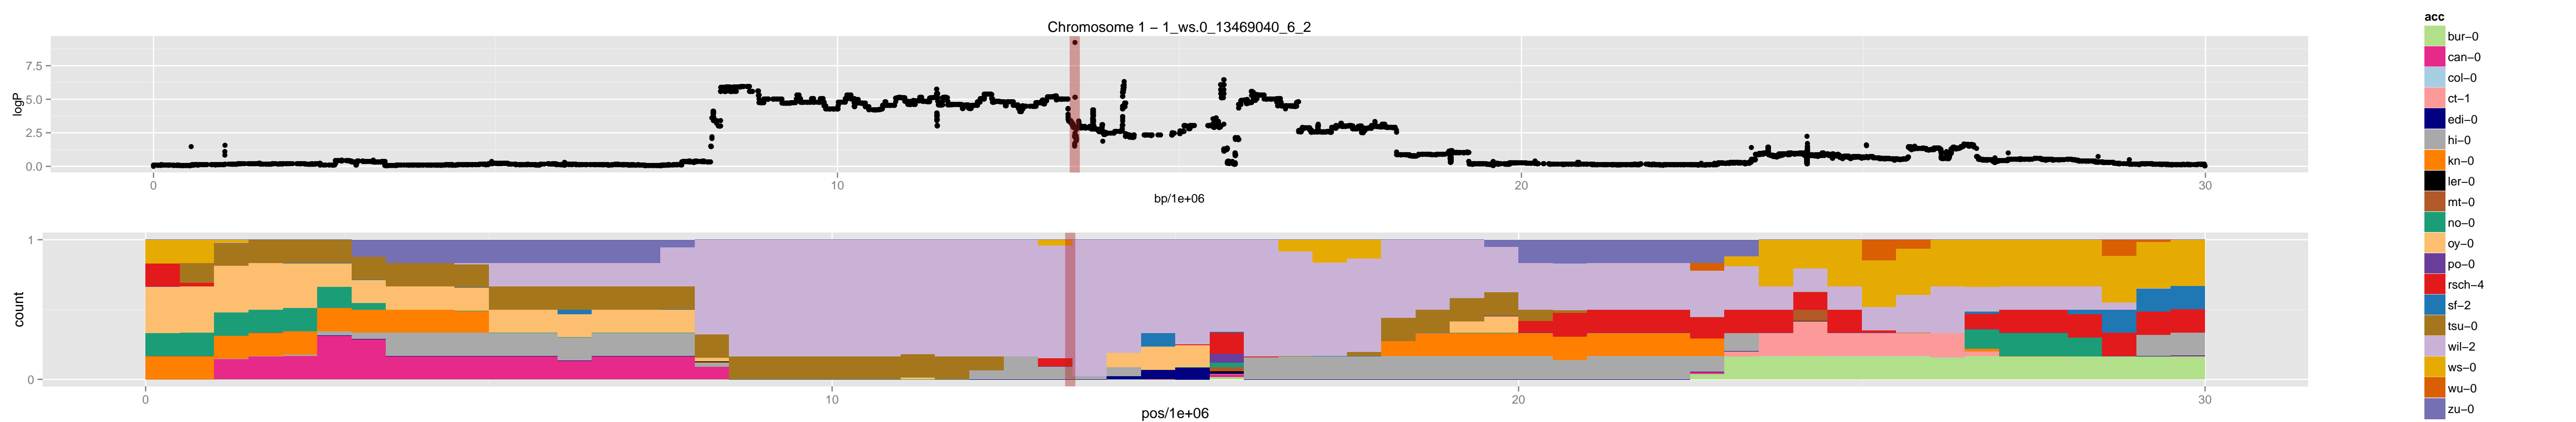 Chromosome 1 – 1_ws.0_13469040_6_2
logP
7.5
5.0
2.5
0.0
0
10
20
30
bp/1e+06
count
1
0
0
10
20
30
pos/1e+06
acc
bur−0
can−0
col−0
ct−1
edi−0
hi−0
kn−0
ler−0
mt−0
no−0
oy−0
po−0
rsch−4
sf−2
tsu−0
wil−2
ws−0
wu−0
zu−0